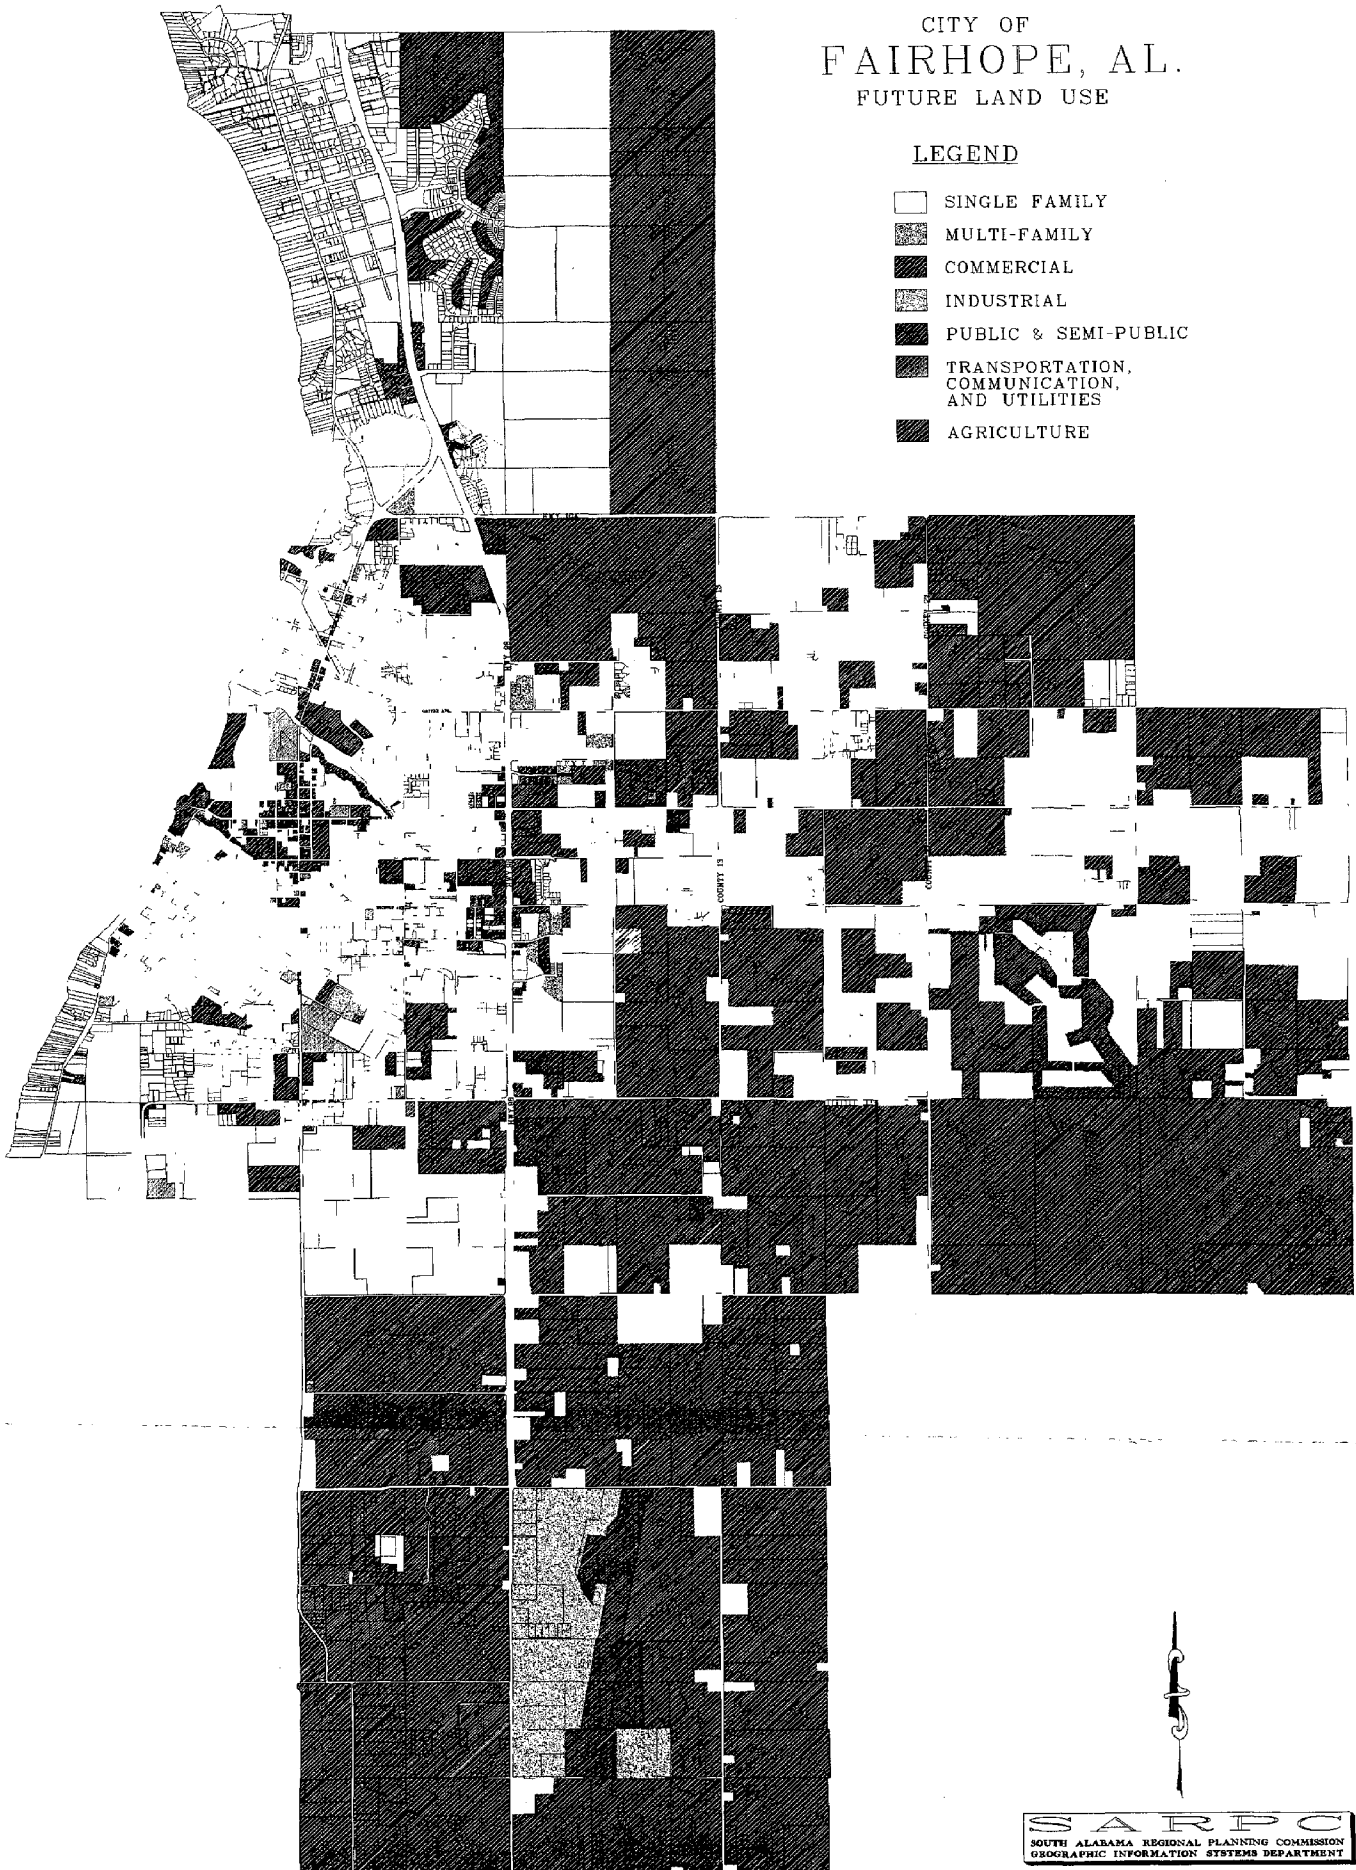 CITY OF
FAIRHOPE, AL.
FUTURE LAND USE
LEGEND
SINGLE FAMILY
MULTI-FAMILY
COMMERCIAL
INDUSTRIAL
PUBLIC & SEMI-PUBLIC
TRANSPORTATION,
COMMUNICATION,
AND UTILITIES
AGRICULTURE
COUNTY 13
SARPC
SOUTH ALABAMA REGIONAL PLANNING COMMISSION
GEOGRAPHIC INFORMATION SYSTEMS DEPARTMENT